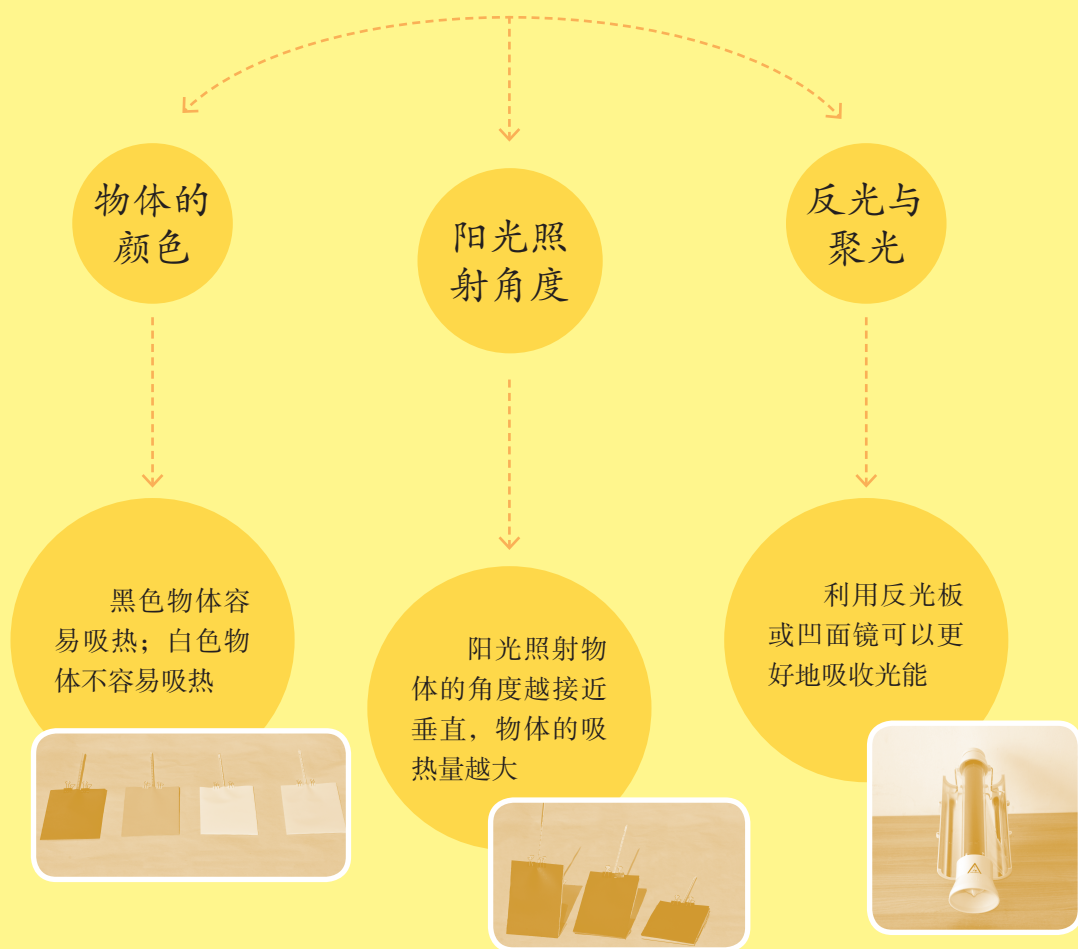 物体的
颜色
阳光照
射角度
反光与
聚光
黑色物体容
易吸热；白色物
体不容易吸热
阳光照射物
体的角度越接近
垂直，物体的吸
热量越大
利用反光板
或凹面镜可以更
好地吸收光能